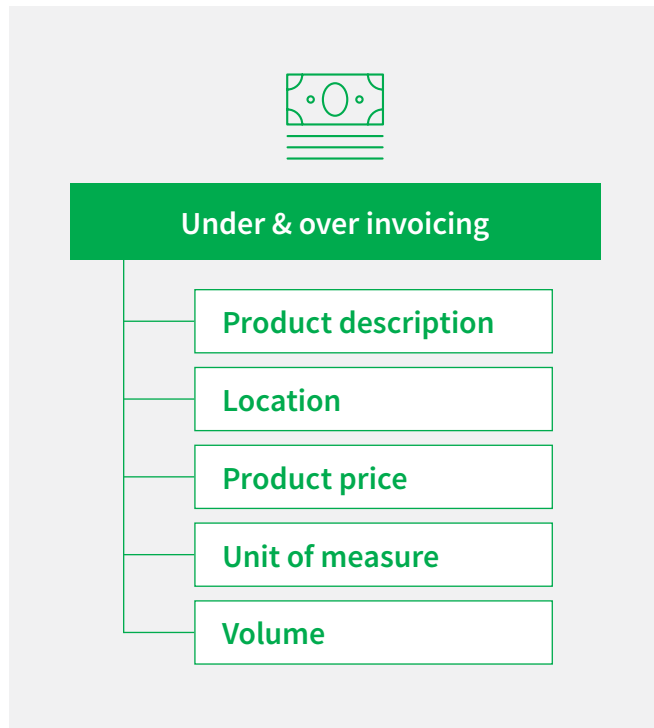 Under & over invoicing
Product description
Location
Product price
Unit of measure
Volume